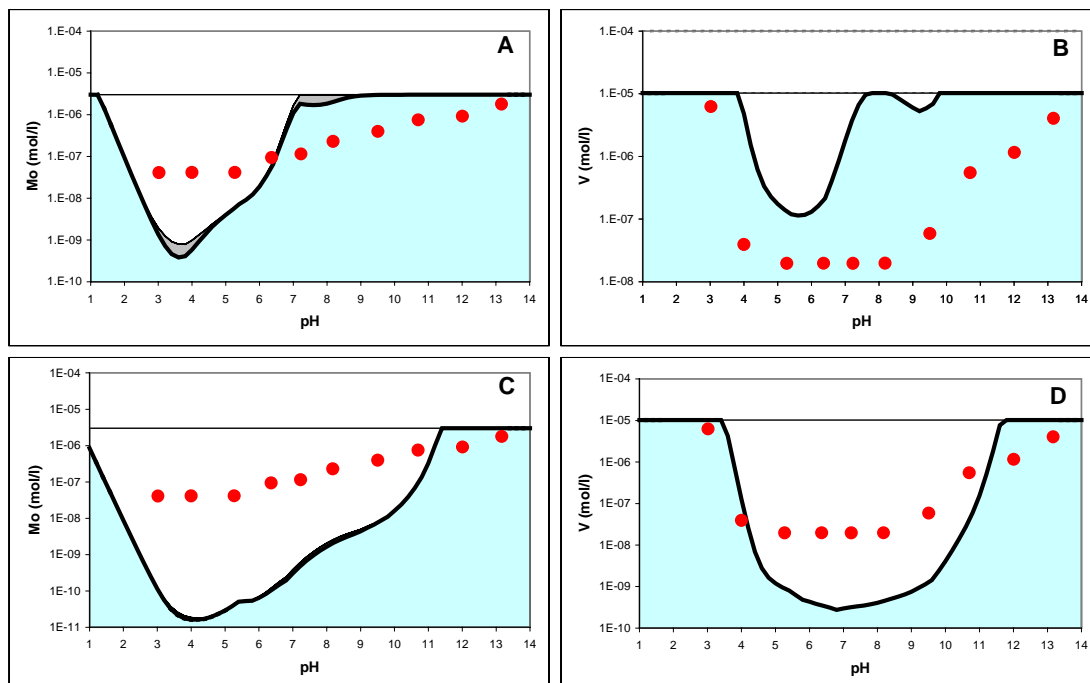 A
1.E-04
1.E-05
1.E-06
1.E-07
1.E-08
1.E-09
1.E-10
Mo (mol/l)
1 2 3 4 5 6 7 8 9 10 11 12 13 14
pH
B
1.E-04
1.E-05
1.E-06
1.E-07
1.E-08
V (mol/l)
1 2 3 4 5 6 7 8 9 10 11 12 13 14
pH
C
1E-04
1E-05
1E-06
1E-07
1E-08
1E-09
1E-10
1E-11
Mo (mol/l)
1 2 3 4 5 6 7 8 9 10 11 12 13 14
pH
D
1E-04
1E-05
1E-06
1E-07
1E-08
1E-09
1E-10
V (mol/l)
1 2 3 4 5 6 7 8 9 10 11 12 13 14
pH